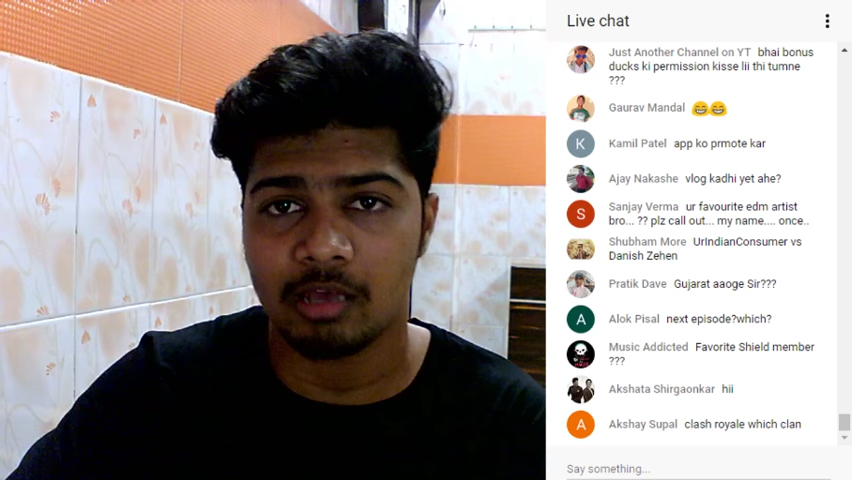 Live chat
Just Another Channel on YT bhai bonus
ducks ki permission kisse lii thi tumne
???
Gaurav Mandal 😂😂
K Kamil Patel app ko prmote kar
Ajay Nakashe vlog kadhi yet ahe?
S Sanjay Verma ur favourite edm artist
bro... ?? plz call out... my name.... once..
Shubham More UrIndianConsumer vs
Danish Zehen
Pratik Dave Gujarat aaoge Sir???
A Alok Pisal next episode?which?
Music Addicted Favorite Shield member
???
Akshata Shirgaonkar hii
A Akshay Supal clash royale which clan
Say something...